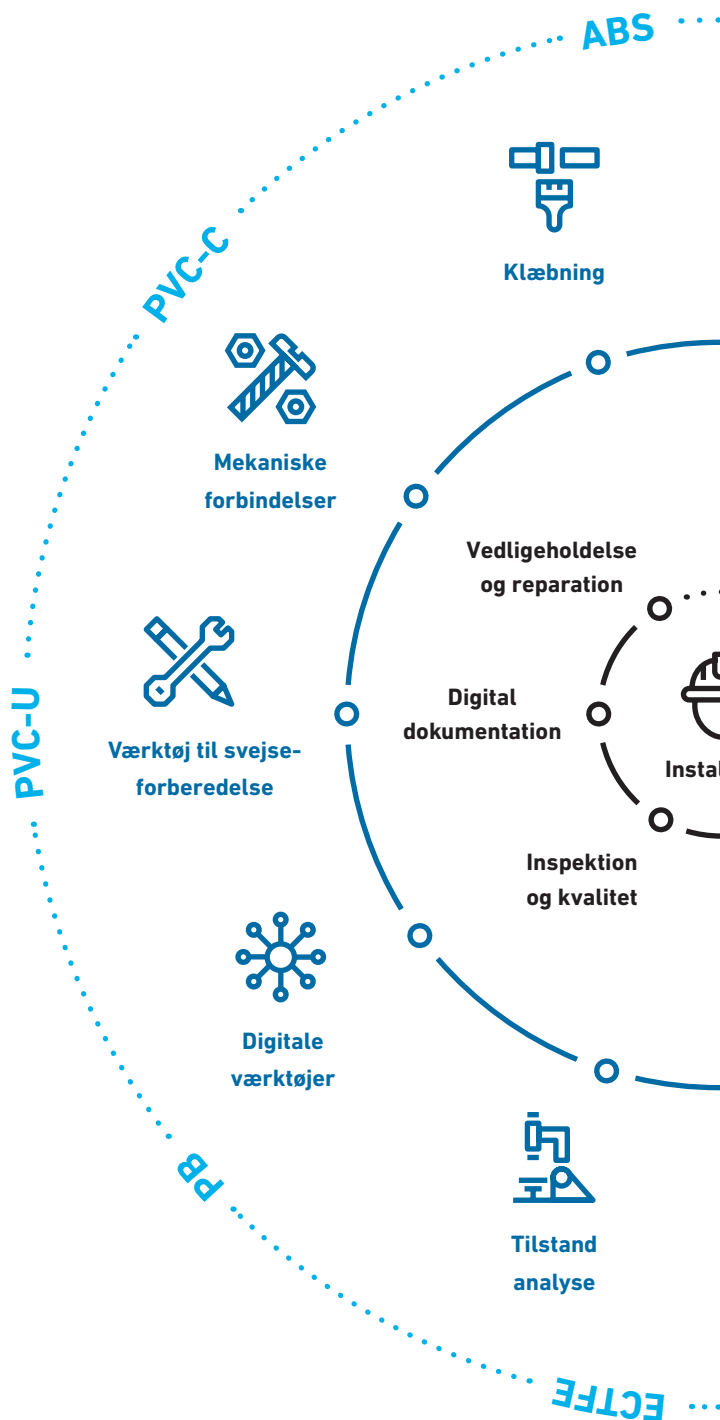 ABS
PVC-C
Klæbning
Mekaniske
forbindelser
Vedligeholdelse
og reparation
PVC-U
Værktøj til svejse-
forberedelse
Digital
dokumentation
Instal
Inspektion
og kvalitet
Digitale
værktøjer
PB
Tilstand
analyse
ECTFE